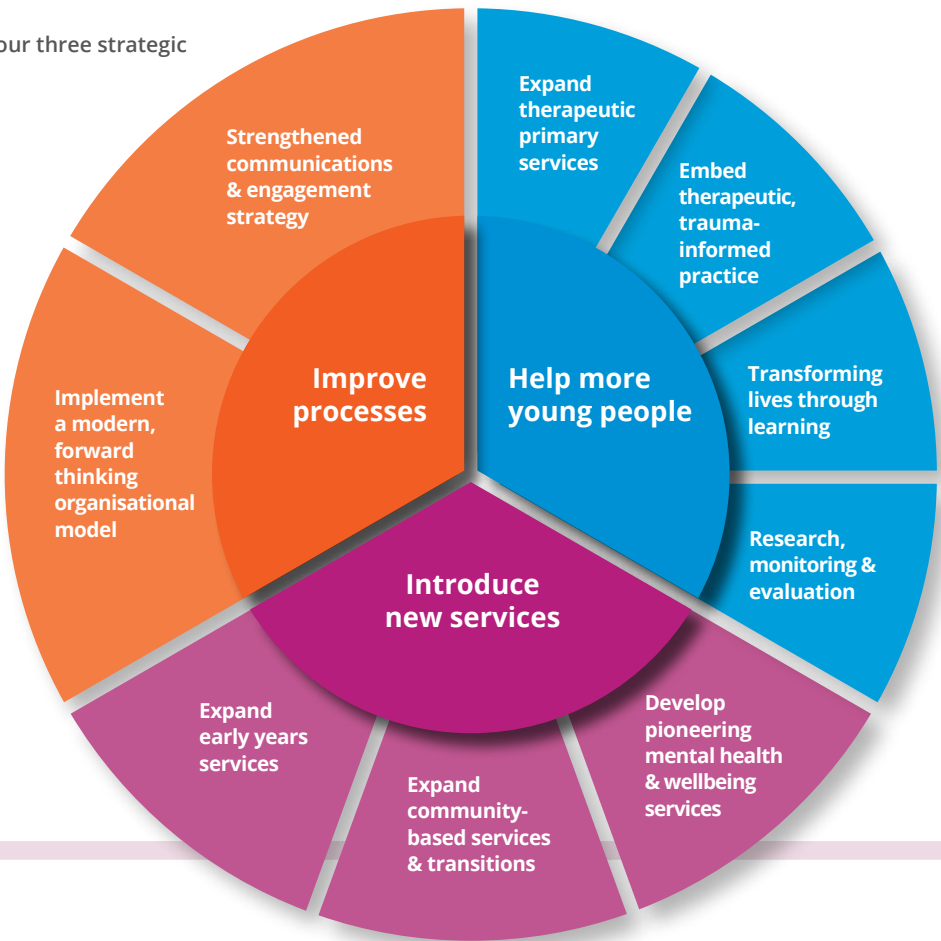 our three strategic
Strengthened
communications
& engagement
strategy
Expand
therapeutic
primary
services
Embed
therapeutic,
trauma-
informed
practice
Transforming
lives through
learning
Research,
monitoring &
evaluation
Improve
processes
Help more
young people
Implement
a modern,
forward
thinking
organisational
model
Introduce
new services
Expand
early years
services
Expand
community-
based services
& transitions
Develop
pioneering
mental health
& wellbeing
services